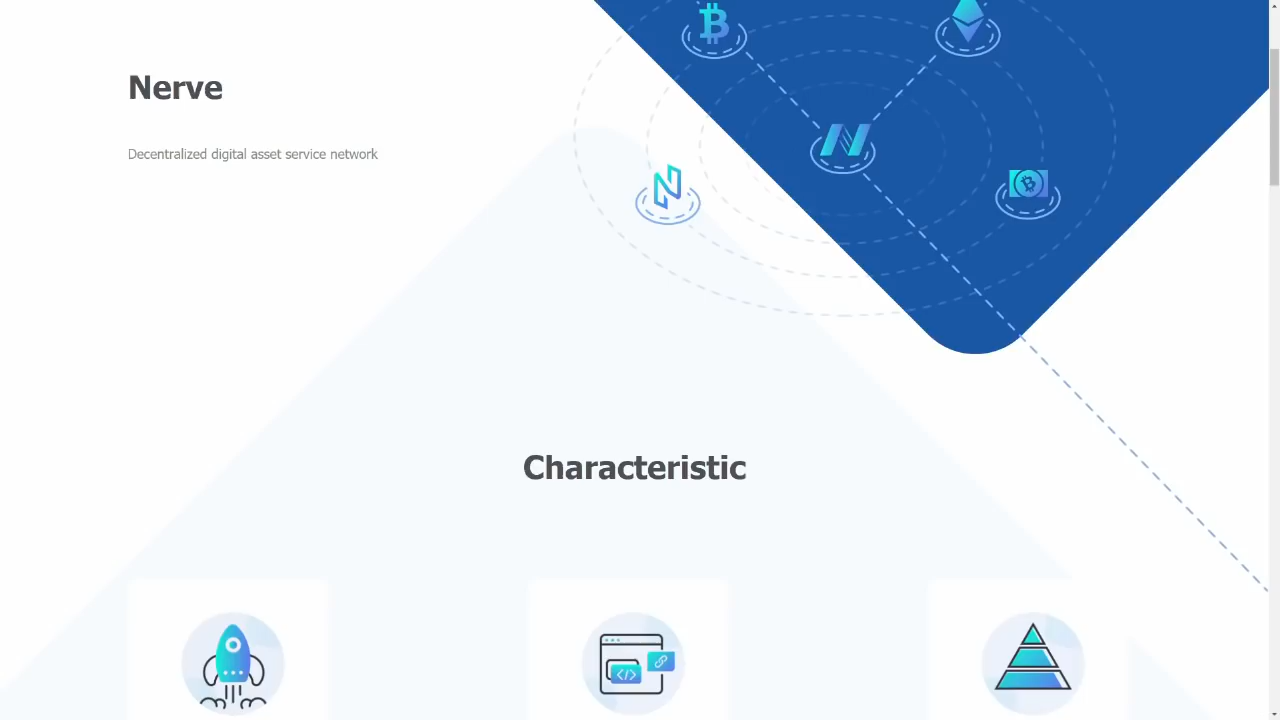 Nerve
Decentralized digital asset service network
Characteristic